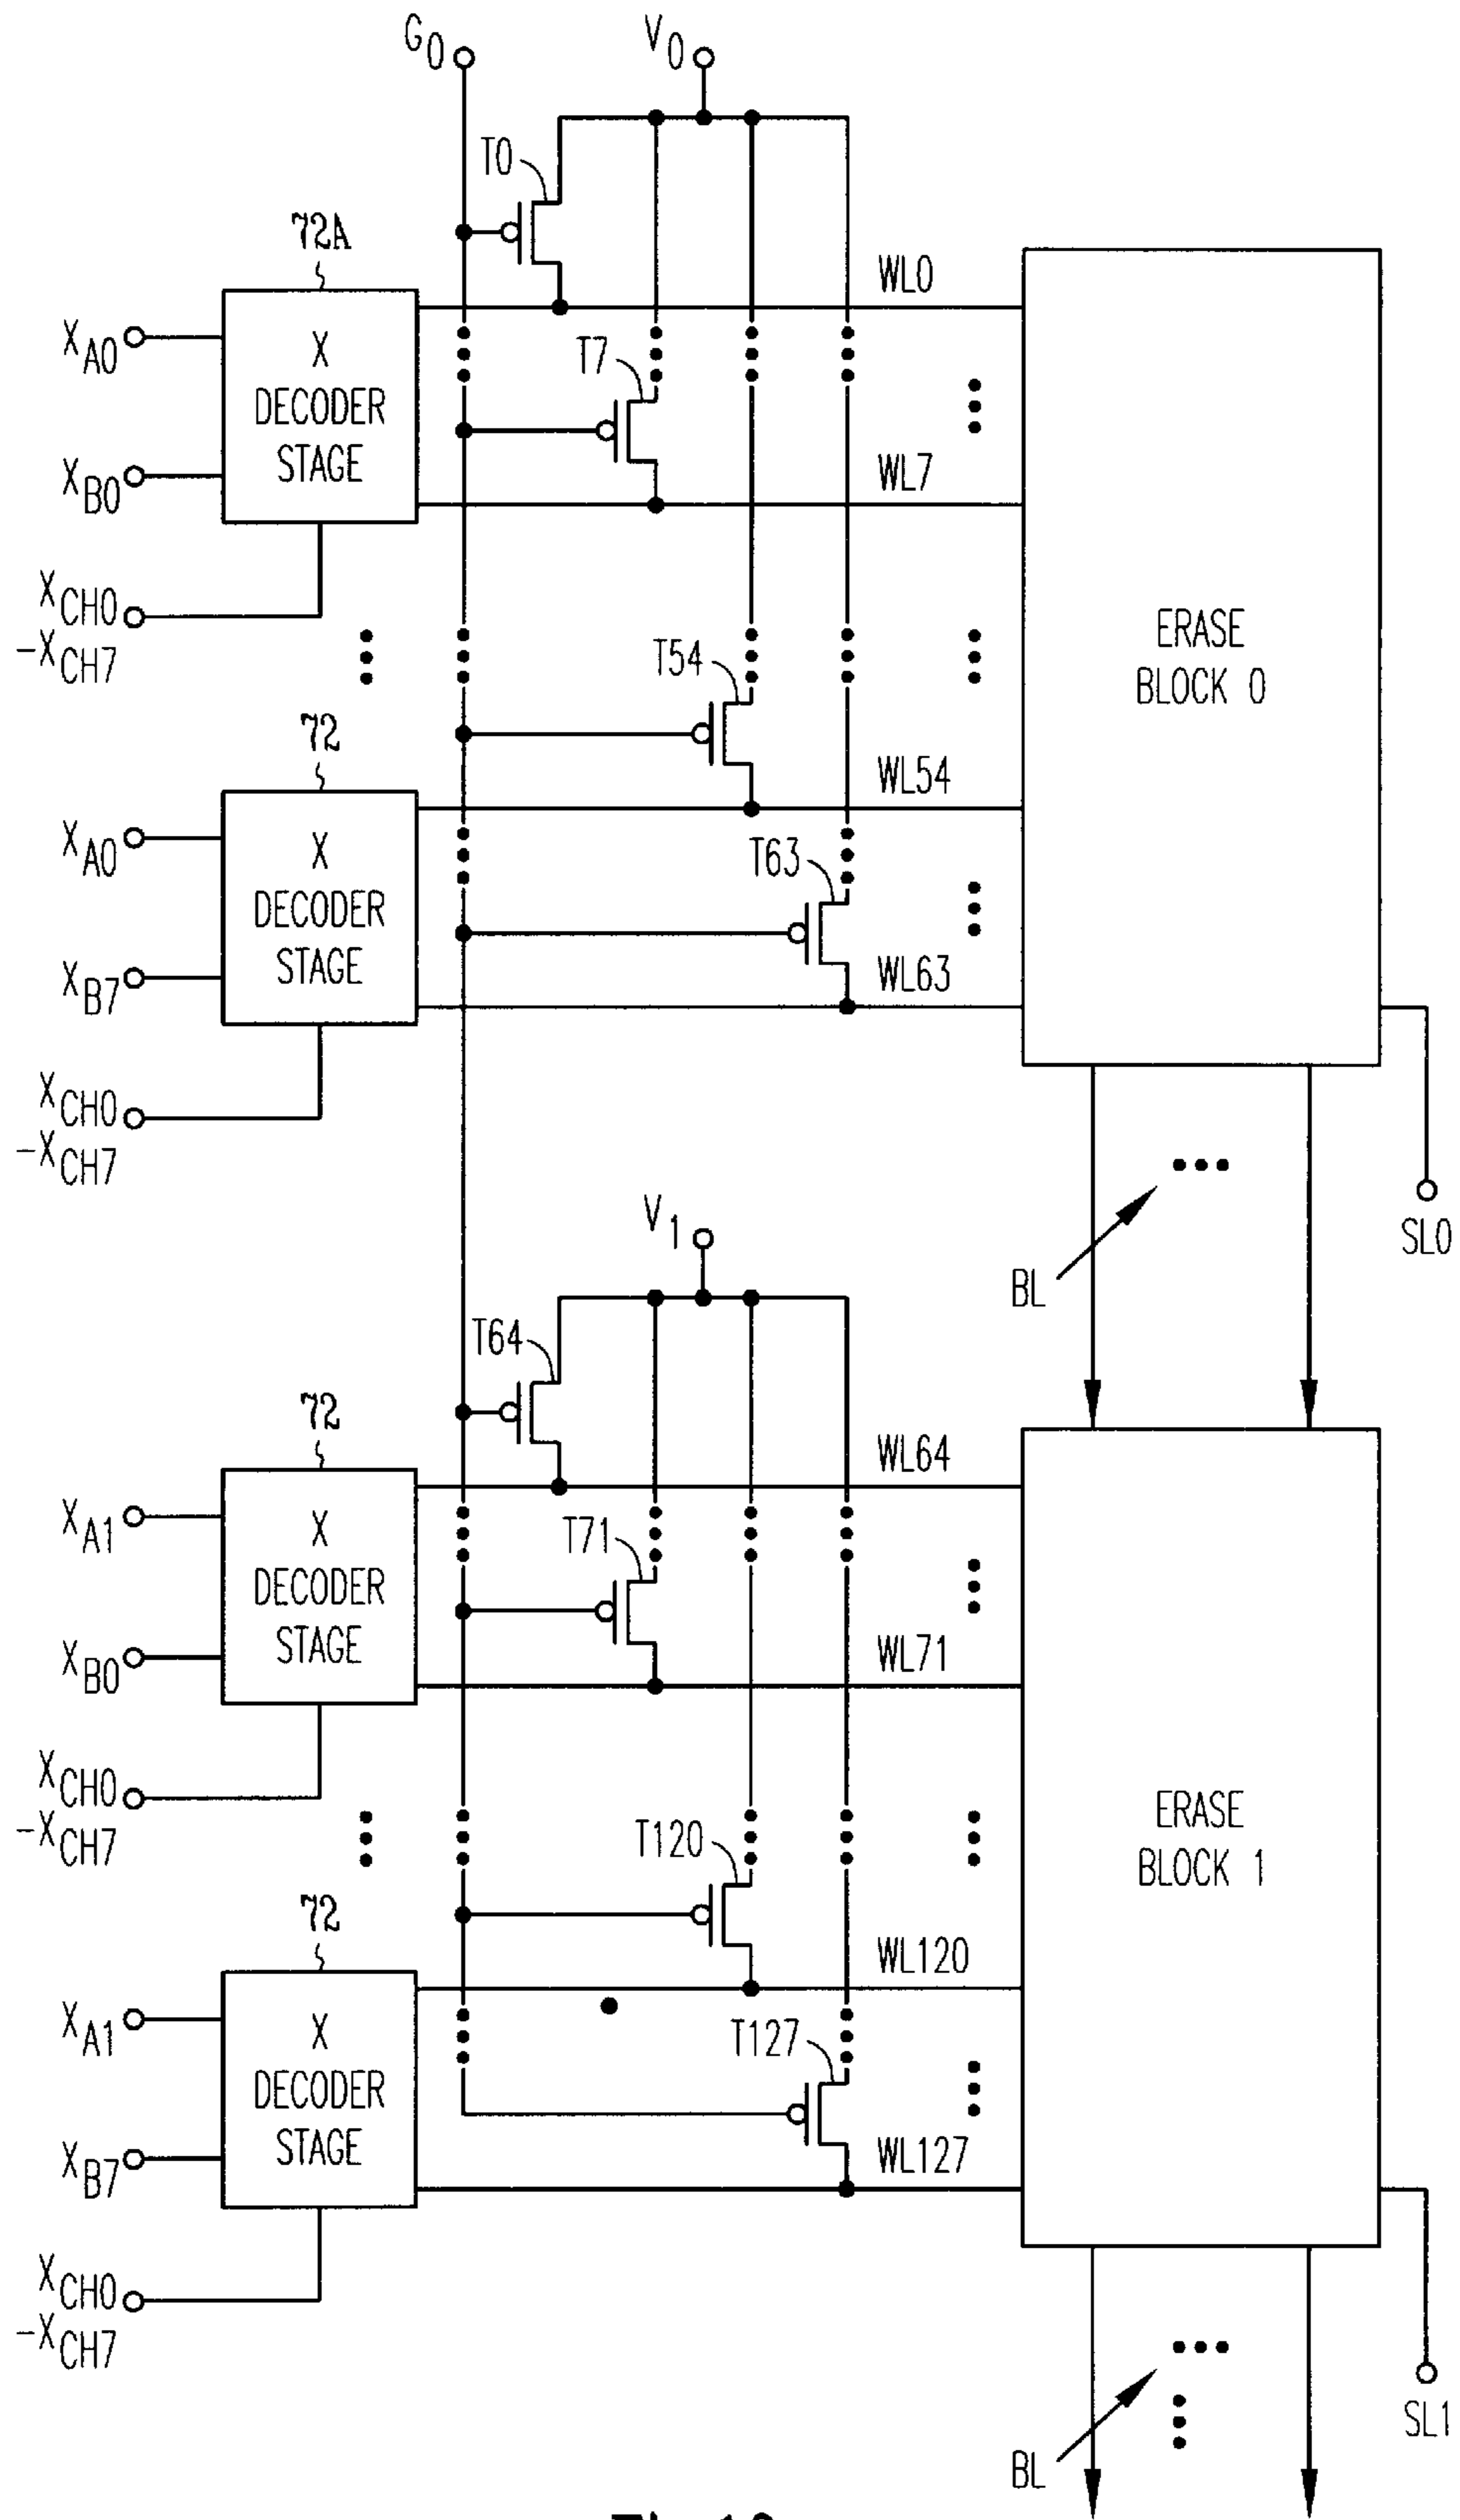 G0
V0
T0
72A
WL0
XA0
X
DECODER
STAGE
T7
XB0
WL7
XCH0
-XCH7
ERASE
BLOCK 0
T54
72
WL54
XA0
X
DECODER
STAGE
T63
XB7
WL63
XCH0
-XCH7
V1
SL0
BL
T64
72
WL64
XA1
X
DECODER
STAGE
T71
XB0
WL71
XCH0
-XCH7
ERASE
BLOCK 1
T120
72
WL120
XA1
X
DECODER
STAGE
T127
XB7
WL127
XCH0
-XCH7
SL1
BL